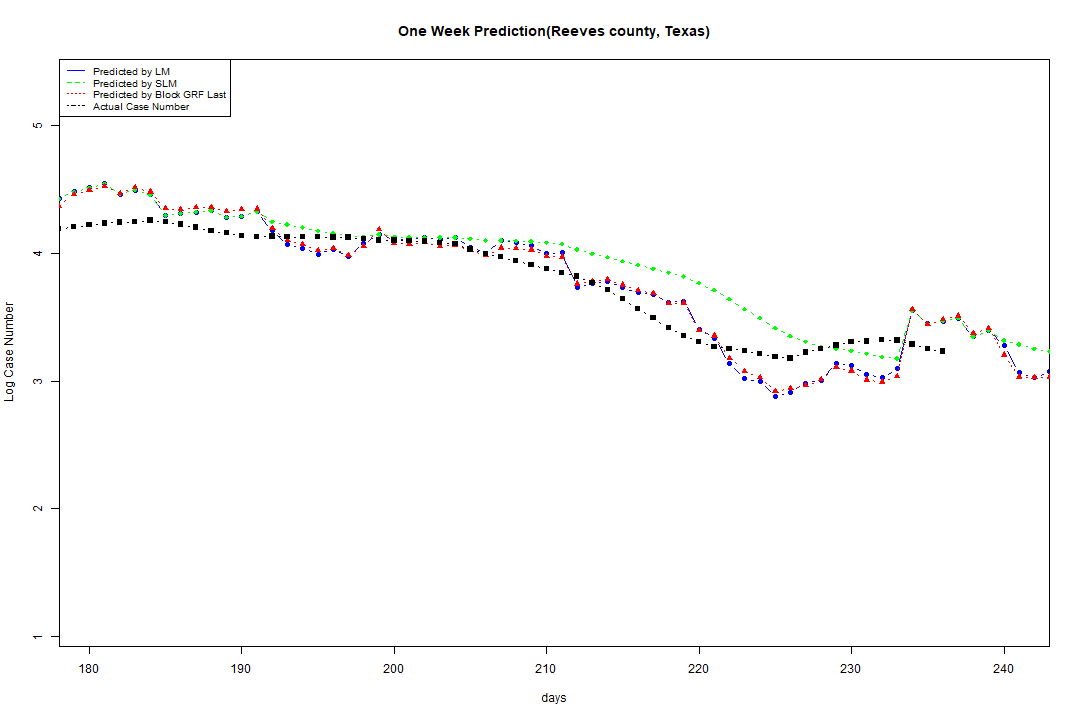 One Week Prediction(Reeves county, Texas)
Predicted by LM
Predicted by SLM
Predicted by Block GRF Last
Actual Case Number
5
4
3
2
1
Log Case Number
180 190 200 210 220 230 240
days